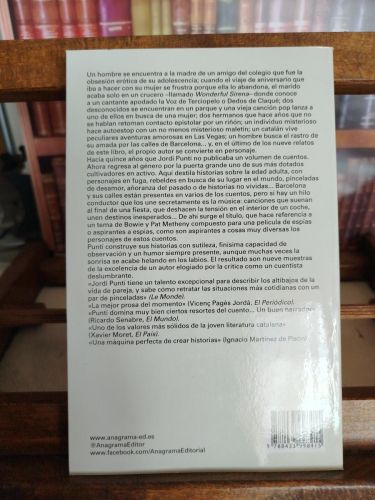 Un hombre se encuentra a la madre de un amigo del colegio que fue la
obsesión erótica de su adolescencia; cuando el viaje de aniversario que
iba a hacer con su mujer se frustra porque ella lo abandona, el marido
acaba solo en un crucero –llamado Wonderful Sirena– donde conoce
a un cantante apodado la Voz de Terciopelo o Dedos de Claqué; dos
desconocidos se encuentran en un parque y una vieja canción pop lanza a
uno de ellos en busca de una mujer; dos hermanos que hace años que no
se hablan retoman contacto epistolar por un riñón; un individuo misterioso
hace autoestop con un no menos misterioso maletín; un catalán vive
peculiares aventuras amorosas en Las Vegas; un hombre busca el rastro de
su amada por las calles de Barcelona... y, en el último de los nueve relatos
de este libro, el propio autor se convierte en personaje.
Hacía quince años que Jordi Puntí no publicaba un volumen de cuentos.
Ahora regresa al género por la puerta grande uno de sus más dotados
cultivadores en activo. Aquí destila historias sobre la edad adulta, con
personajes en fuga, rebeldes en busca de su lugar en el mundo, pinceladas
de desamor, añoranza del pasado o de historias no vividas... Barcelona
y sus calles están presentes en varios de los cuentos, pero si hay un hilo
conductor que los une secretamente es la música: canciones que suenan
al final de una fiesta, que deshacen la tensión en el interior de un coche,
unen destinos inesperados... De ahí surge el título, que hace referencia a
un tema de Bowie y Pat Metheny compuesto para una película de espías
o aspirantes a espías, como son aspirantes a cosas muy diversas los
personajes de estos cuentos.
Puntí construye sus historias con sutileza, finísima capacidad de
observación y un humor siempre presente, aunque muchas veces la
sonrisa se acabe helando en los labios. El resultado son nueve muestras
de la excelencia de un autor elogiado por la crítica como un cuentista
deslumbrante.
«Jordi Puntí tiene un talento excepcional para describir los altibajos de la
vida de pareja, y sabe cómo retratar las situaciones más cotidianas con un
par de pinceladas» (Le Monde).
«La mejor prosa del momento» (Vicenç Pagès Jordà, El Periódico).
«Puntí domina muy bien ciertos resortes del cuento... Un buen narrador»
(Ricardo Senabre, El Mundo).
«Uno de los valores más sólidos de la joven literatura catalana»
(Xavier Moret, El País).
«Una máquina perfecta de crear historias» (Ignacio Martínez de Pisón).
www.anagrama-ed.es
@AnagramaEditor
www.facebook.com/AnagramaEditorial